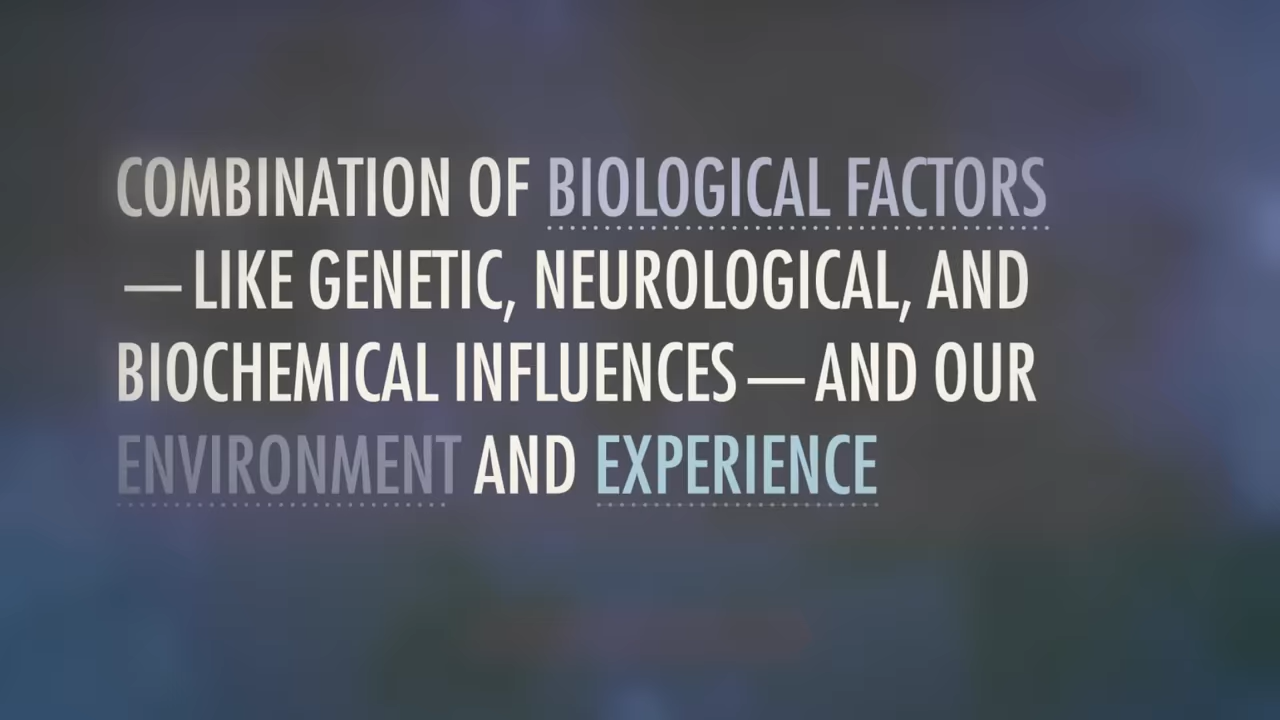 COMBINATION OF BIOLOGICAL FACTORS
— LIKE GENETIC, NEUROLOGICAL, AND
BIOCHEMICAL INFLUENCES — AND OUR
ENVIRONMENT AND EXPERIENCE